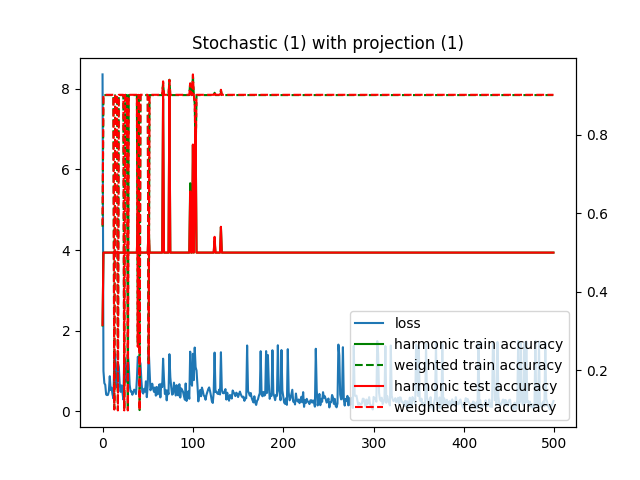 Stochastic (1) with projection (1)
8
6
4
2
0
0.8
0.6
0.4
0.2
0 100 200 300 400 500
loss
harmonic train accuracy
weighted train accuracy
harmonic test accuracy
weighted test accuracy